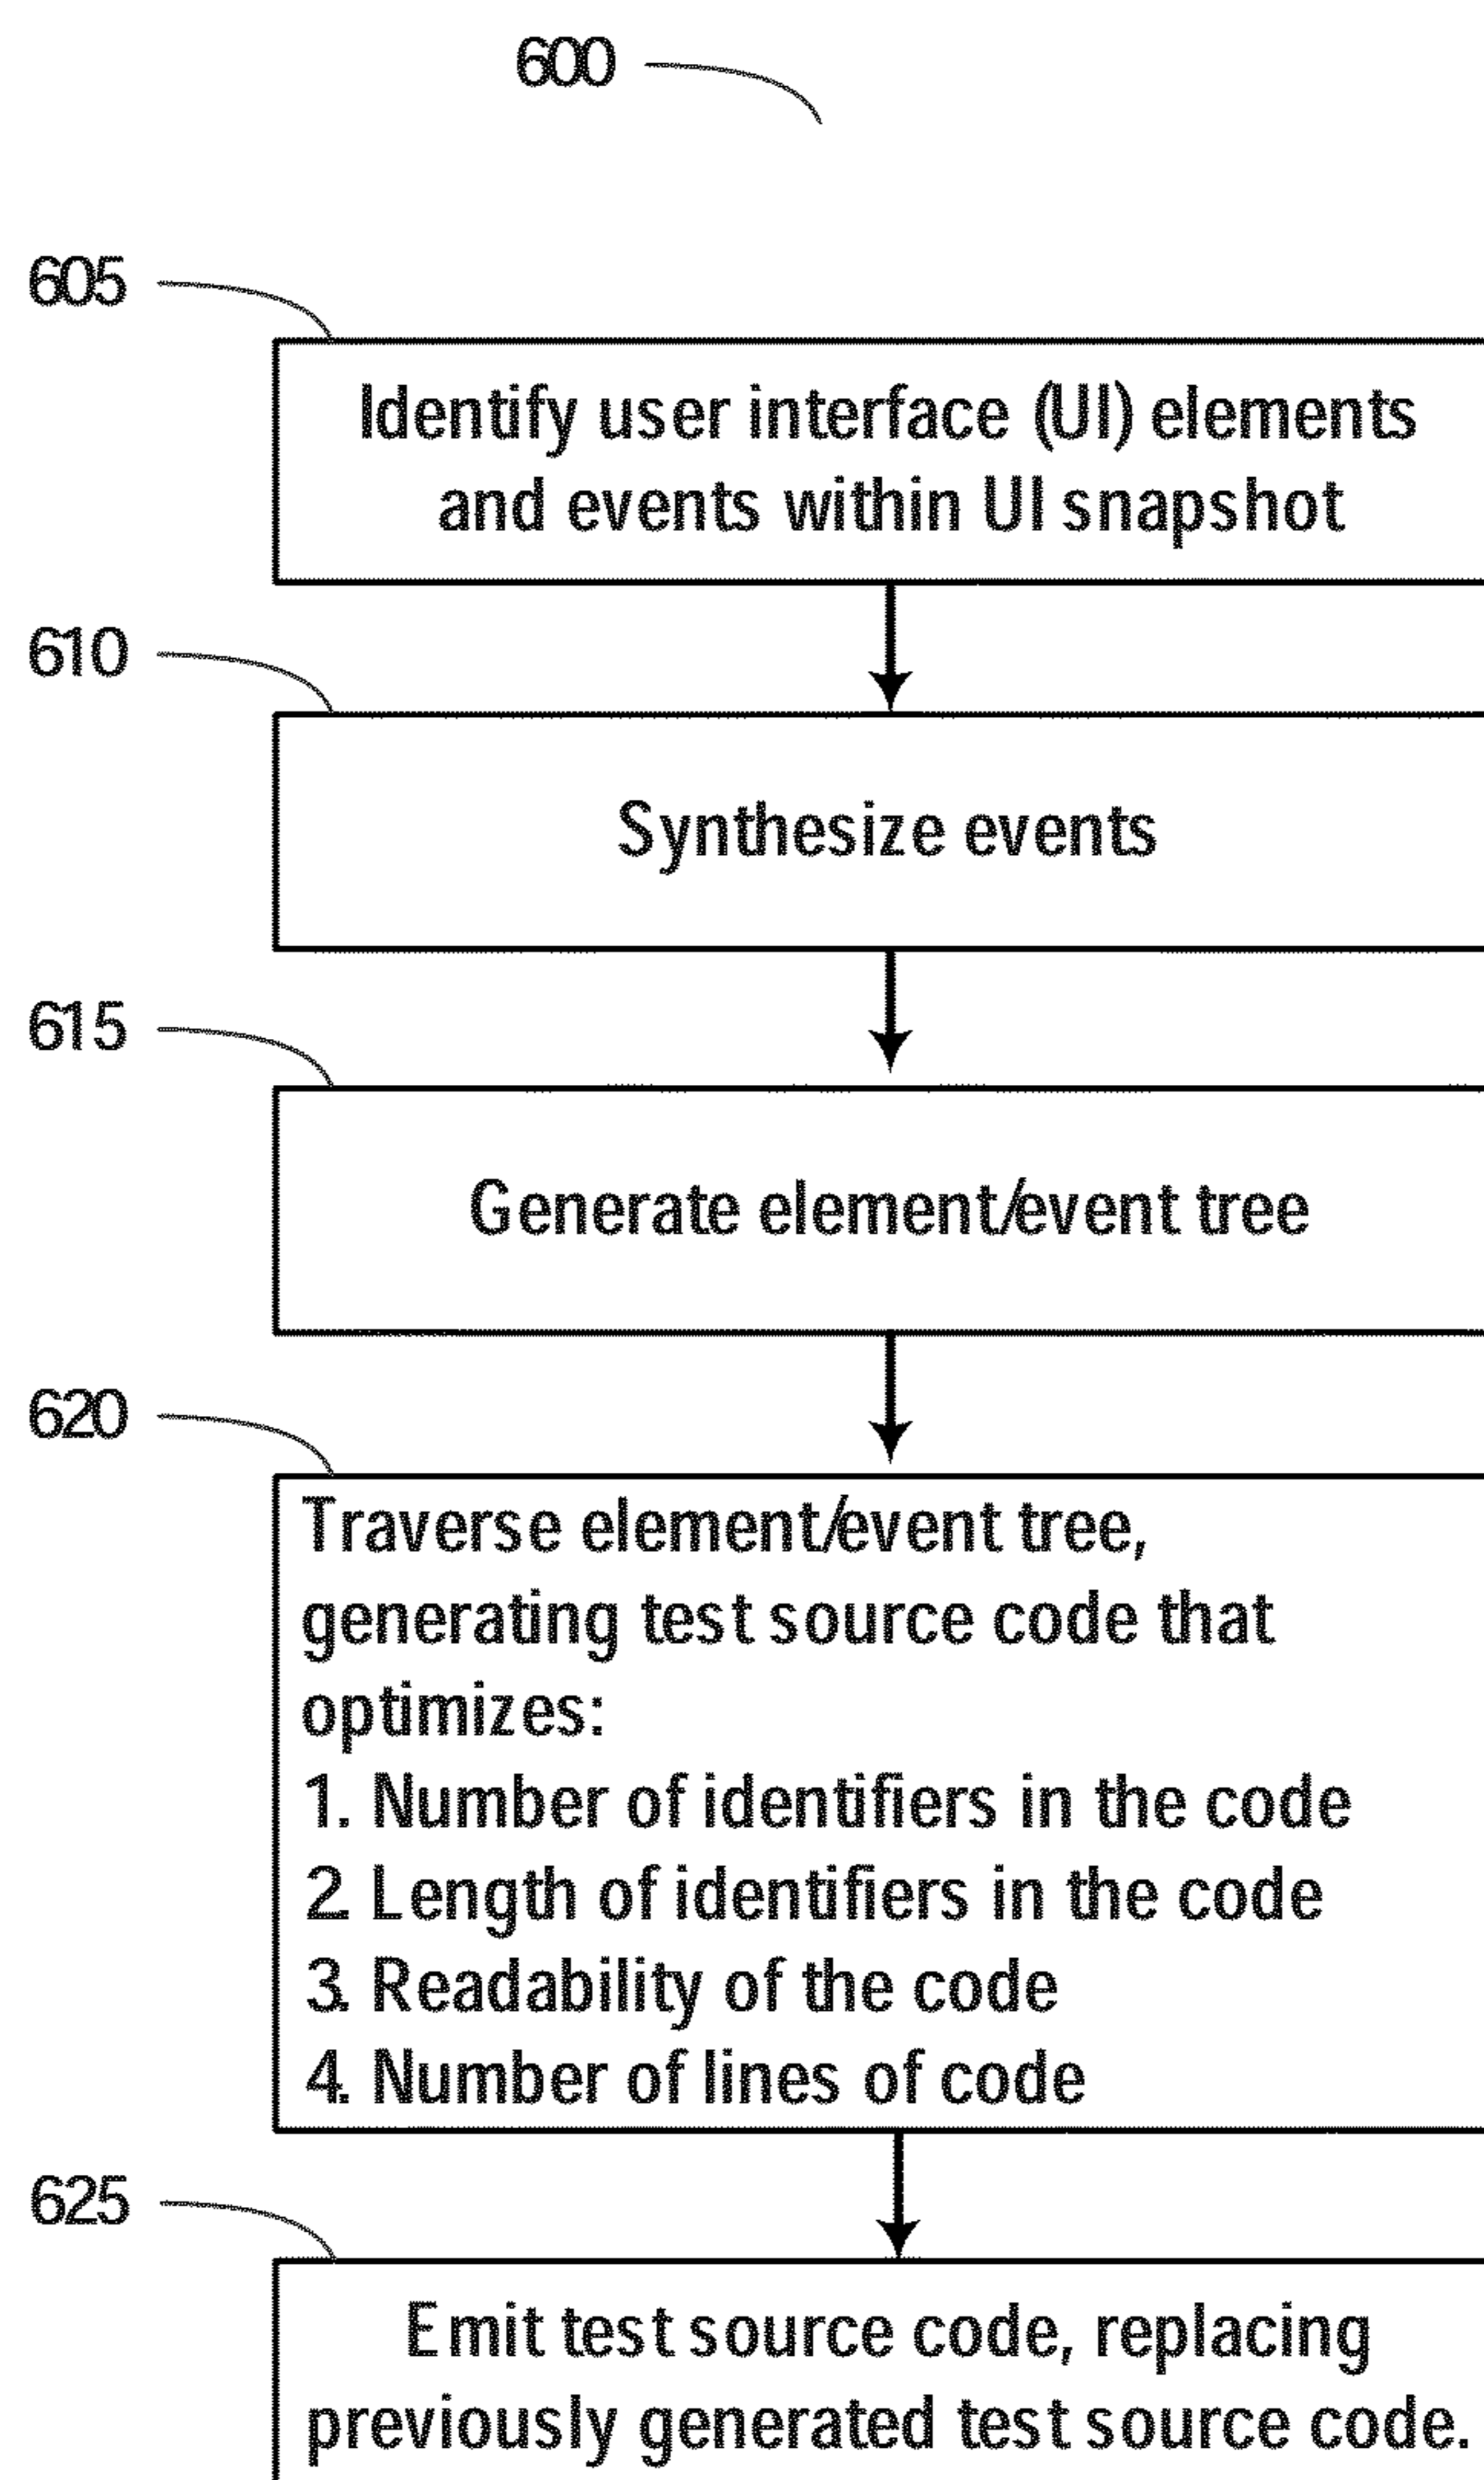 600
605
Identify user interface (UI) elements
and events within UI snapshot
610
Synthesize events
615
Generate element/event tree
620
Traverse element/event tree,
generating test source code that
optimizes:
1. Number of identifiers in the code
2. Length of identifiers in the code
3. Readability of the code
4. Number of lines of code
625
Emit test source code, replacing
previously generated test source code.